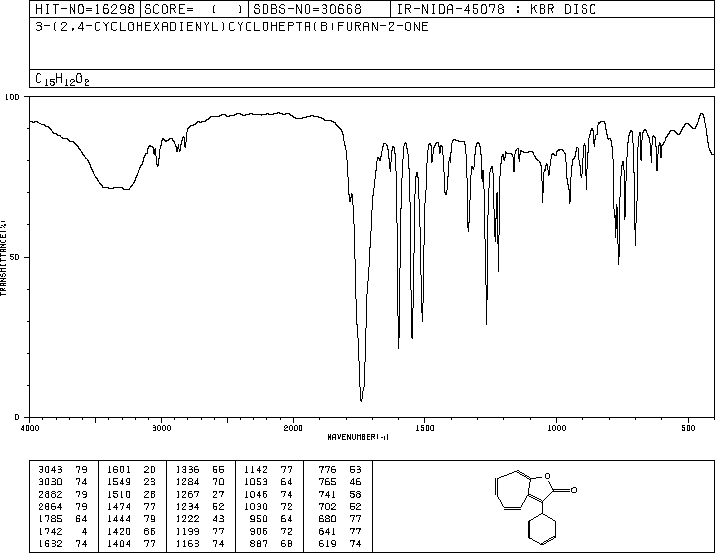 HIT-NO=16298 SCORE= ( ) SDBS-NO=30668 IR-NIDA-45078 : KBR DISC
3-(2,4-CYCLOHEXADIENYL)CYCLOHEPTA(B)FURAN-2-ONE
C15H12O2
100
50
0
TRANSMITTANCE(%)
4000 3000 2000 1500 1000 500
WAVENUMBER(-1)
3043 79 1601 20 1336 66 1142 77 776 53
3030 74 1549 23 1284 70 1053 64 765 46
2882 79 1510 28 1267 27 1046 74 741 58
2864 79 1474 77 1234 52 1030 72 702 52
1785 64 1444 79 1222 43 950 64 680 77
1742 4 1420 66 1199 77 906 72 641 77
1632 74 1404 77 1163 74 887 68 619 74
O
O